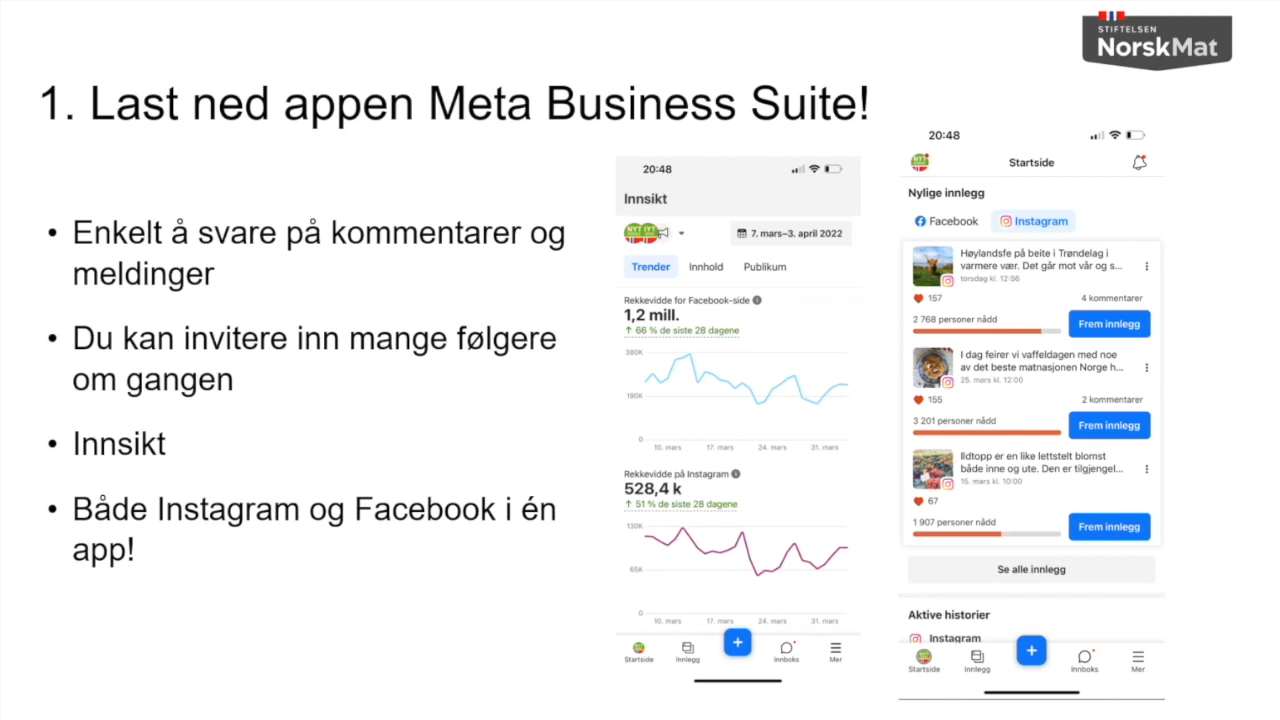 STIFTELSEN
NorskMat
1. Last ned appen Meta Business Suite!
• Enkelt å svare på kommentarer og
meldinger
• Du kan invitere inn mange følgere
om gangen
• Innsikt
• Både Instagram og Facebook i én
app!
20:48
Innsikt
7. mars–3. april 2022
Trender Innhold Publikum
Rekkevidde for Facebook-side
1,2 mill.
↑ 66 % de siste 28 dagene
380K
190K
0
10. mars 17. mars 24. mars 31. mars
Rekkevidde på Instagram
528,4 k
↑ 51 % de siste 28 dagene
130K
65K
0
10. mars 17. mars 24. mars 31. mars
+
Startside Innlegg Innboks Mer
20:48
Startside
Nylige innlegg
Facebook Instagram
Høylandsfe på beite i Trøndelag i
varmere vær. Det går mot vår og s...
torsdag kl. 12:56
157 4 kommentarer
2 768 personer nådd
Frem innlegg
I dag feirer vi vaffeldagen med noe
av det beste matnasjonen Norge h...
25. mars kl. 12:00
155 2 kommentarer
3 201 personer nådd
Frem innlegg
Ildtopp er en like lettstelt blomst
både inne og ute. Den er tilgjengel...
15. mars kl. 10:00
67
1 907 personer nådd
Frem innlegg
Se alle innlegg
Aktive historier
Instagram
+
Startside Innlegg Innboks Mer